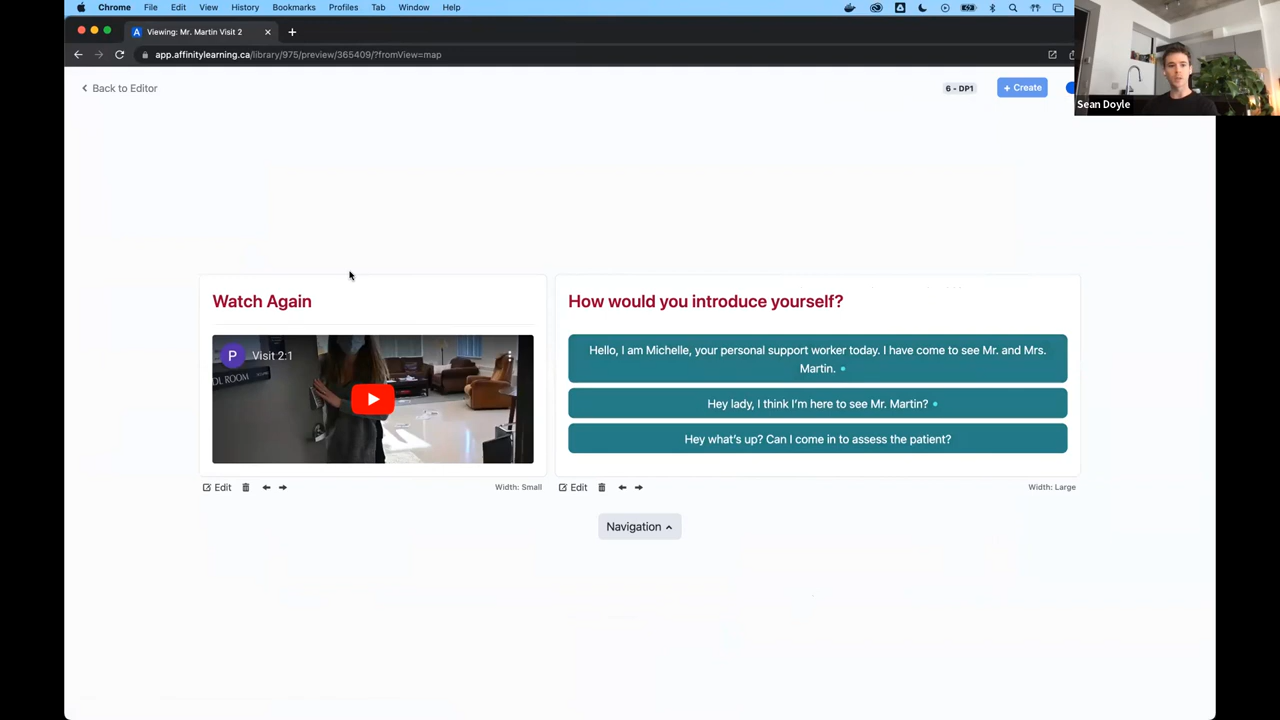 Chrome File Edit View History Bookmarks Profiles Tab Window Help
Viewing: Mr. Martin Visit 2
app.affinitylearning.ca/library/975/preview/365409/?fromView=map
Back to Editor
6 - DP1
+ Create
Sean Doyle
Watch Again
How would you introduce yourself?
P Visit 2:1
Hello, I am Michelle, your personal support worker today. I have come to see Mr. and Mrs.
Martin.
Hey lady, I think I'm here to see Mr. Martin?
Hey what's up? Can I come in to assess the patient?
Edit
Width: Small
Edit
Width: Large
Navigation